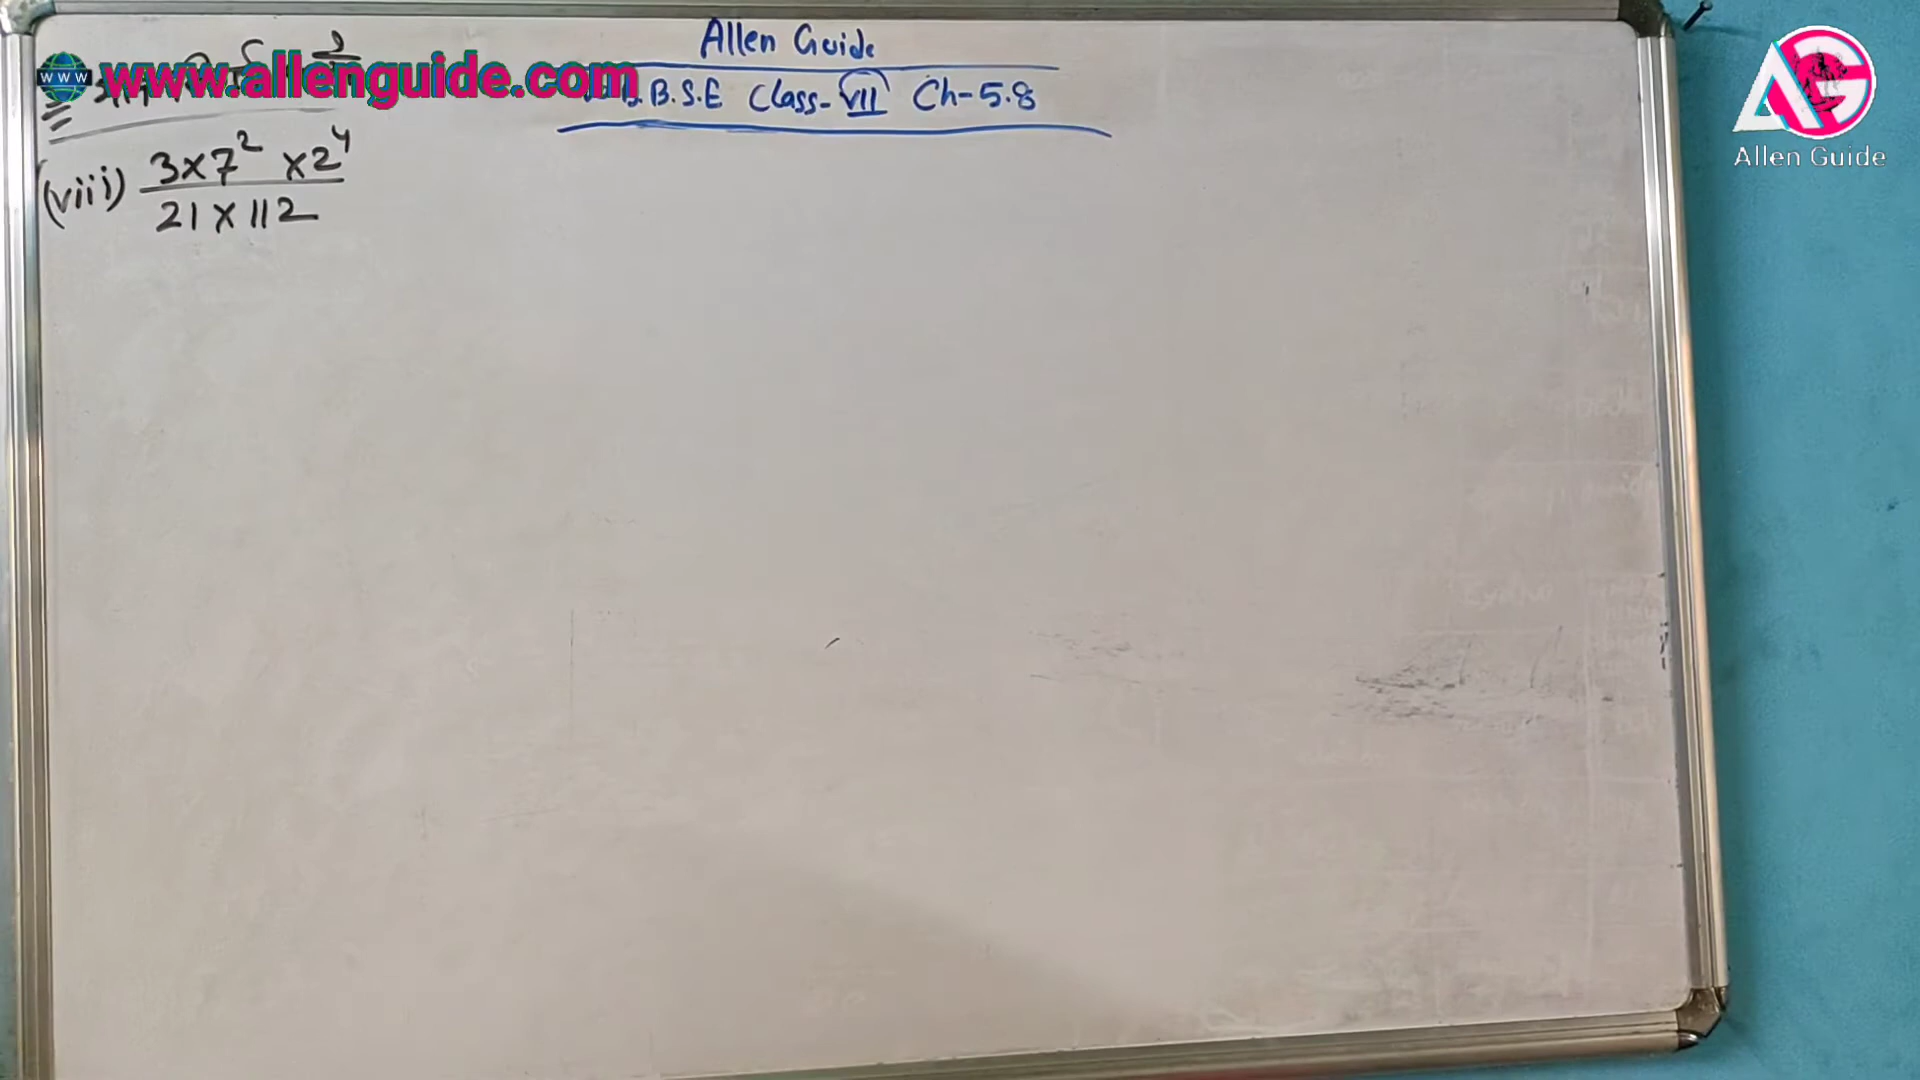 Allen Guide
www.allenguide.com
B.S.E Class-VII Ch-5.8
Allen Guide
(viii) 3×7² ×2⁴
21×112